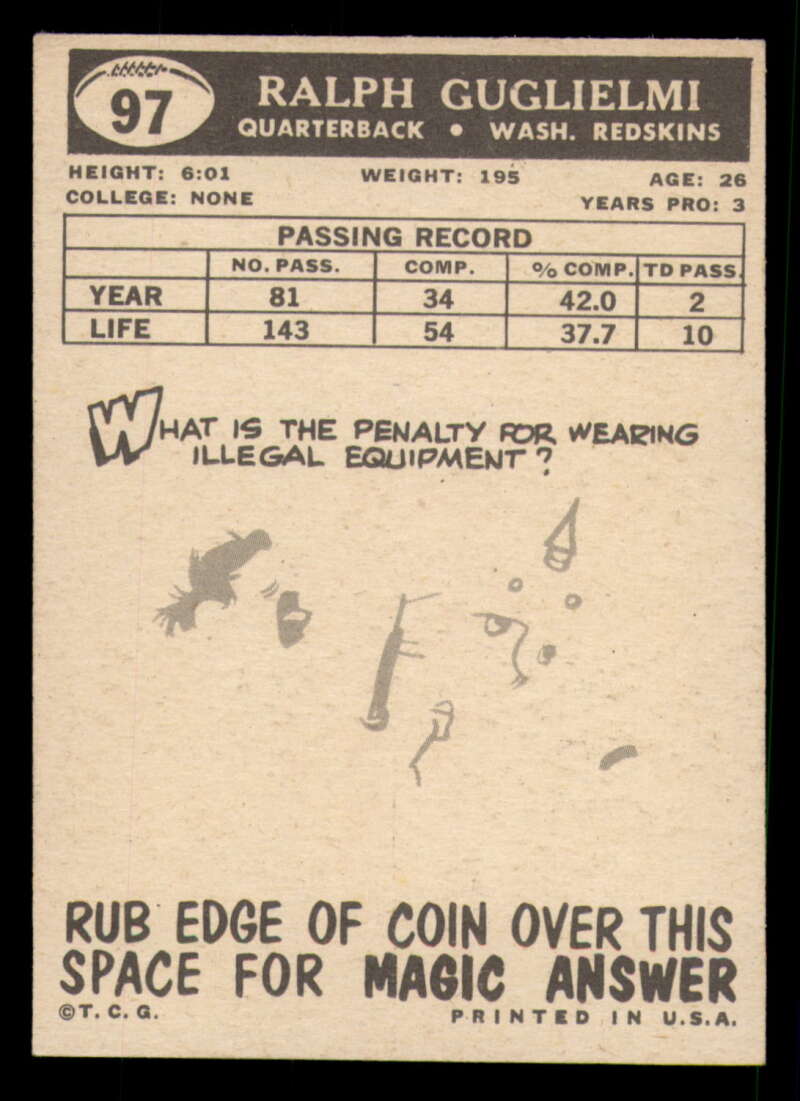 97
RALPH GUGLIELMI
QUARTERBACK • WASH. REDSKINS
HEIGHT: 6:01 WEIGHT: 195 AGE: 26
COLLEGE: NONE YEARS PRO: 3
PASSING RECORD
NO. PASS. COMP. % COMP. TD PASS.
YEAR 81 34 42.0 2
LIFE 143 54 37.7 10
WHAT IS THE PENALTY FOR WEARING
ILLEGAL EQUIPMENT?
RUB EDGE OF COIN OVER THIS
SPACE FOR MAGIC ANSWER
©T. C. G. PRINTED IN U.S.A.